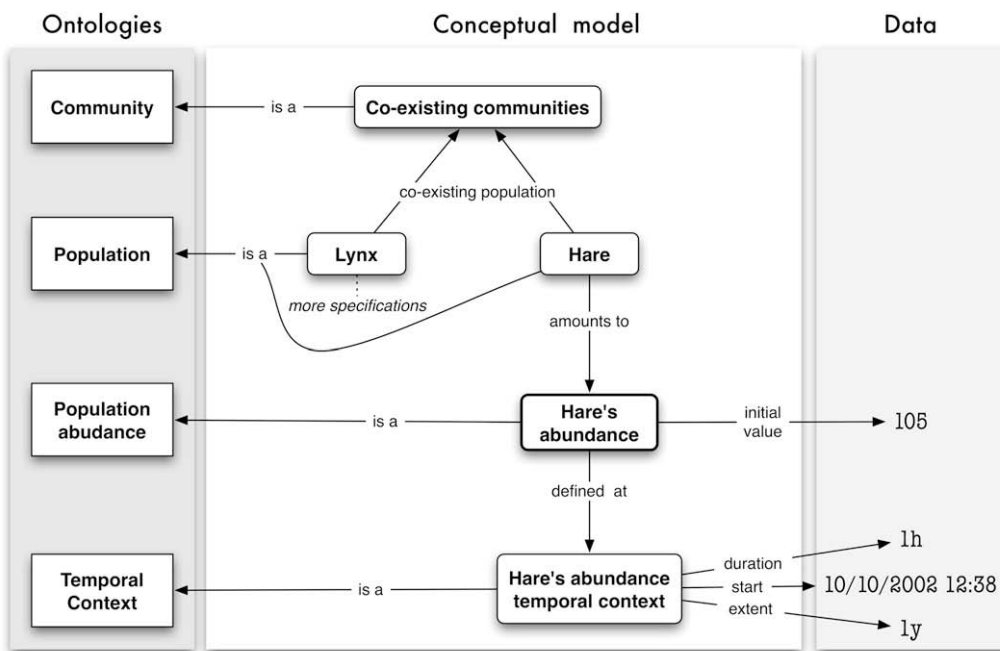 Ontologies
Conceptual model
Data
Community
is a
Co-existing communities
co-existing population
Population
is a
Lynx
Hare
more specifications
amounts to
Population
abudance
is a
Hare's
abundance
initial
value
105
defined at
Temporal
Context
is a
Hare's abundance
temporal context
duration
start
extent
1h
10/10/2002 12:38
1y